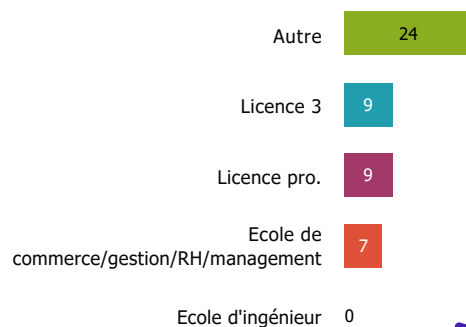 Autre 24
Licence 3 9
Licence pro. 9
Ecole de
commerce/gestion/RH/management 7
Ecole d'ingénieur 0